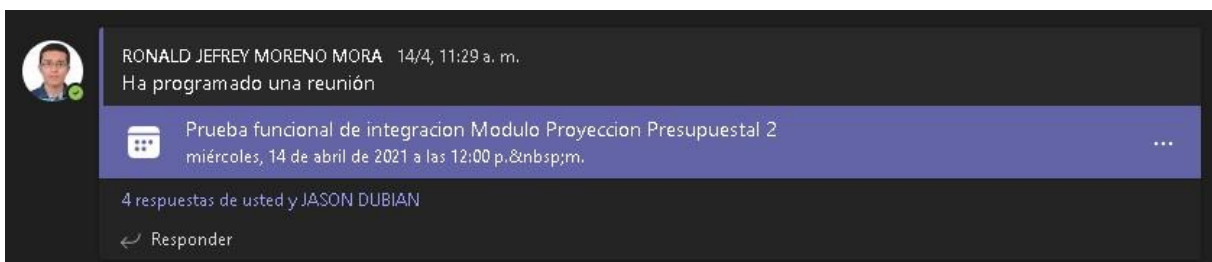 RONALD JEFREY MORENO MORA 14/4, 11:29 a. m.
Ha programado una reunión
Prueba funcional de integracion Modulo Proyeccion Presupuestal 2
miércoles, 14 de abril de 2021 a las 12:00 p.&nbsp;m.
4 respuestas de usted y JASON DUBIAN
Responder